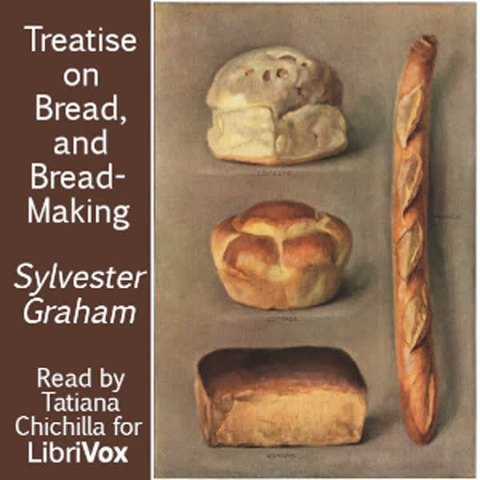 Treatise
on
Bread,
and
Bread-
Making
Sylvester
Graham
Read by
Tatiana
Chichilla for
LibriVox